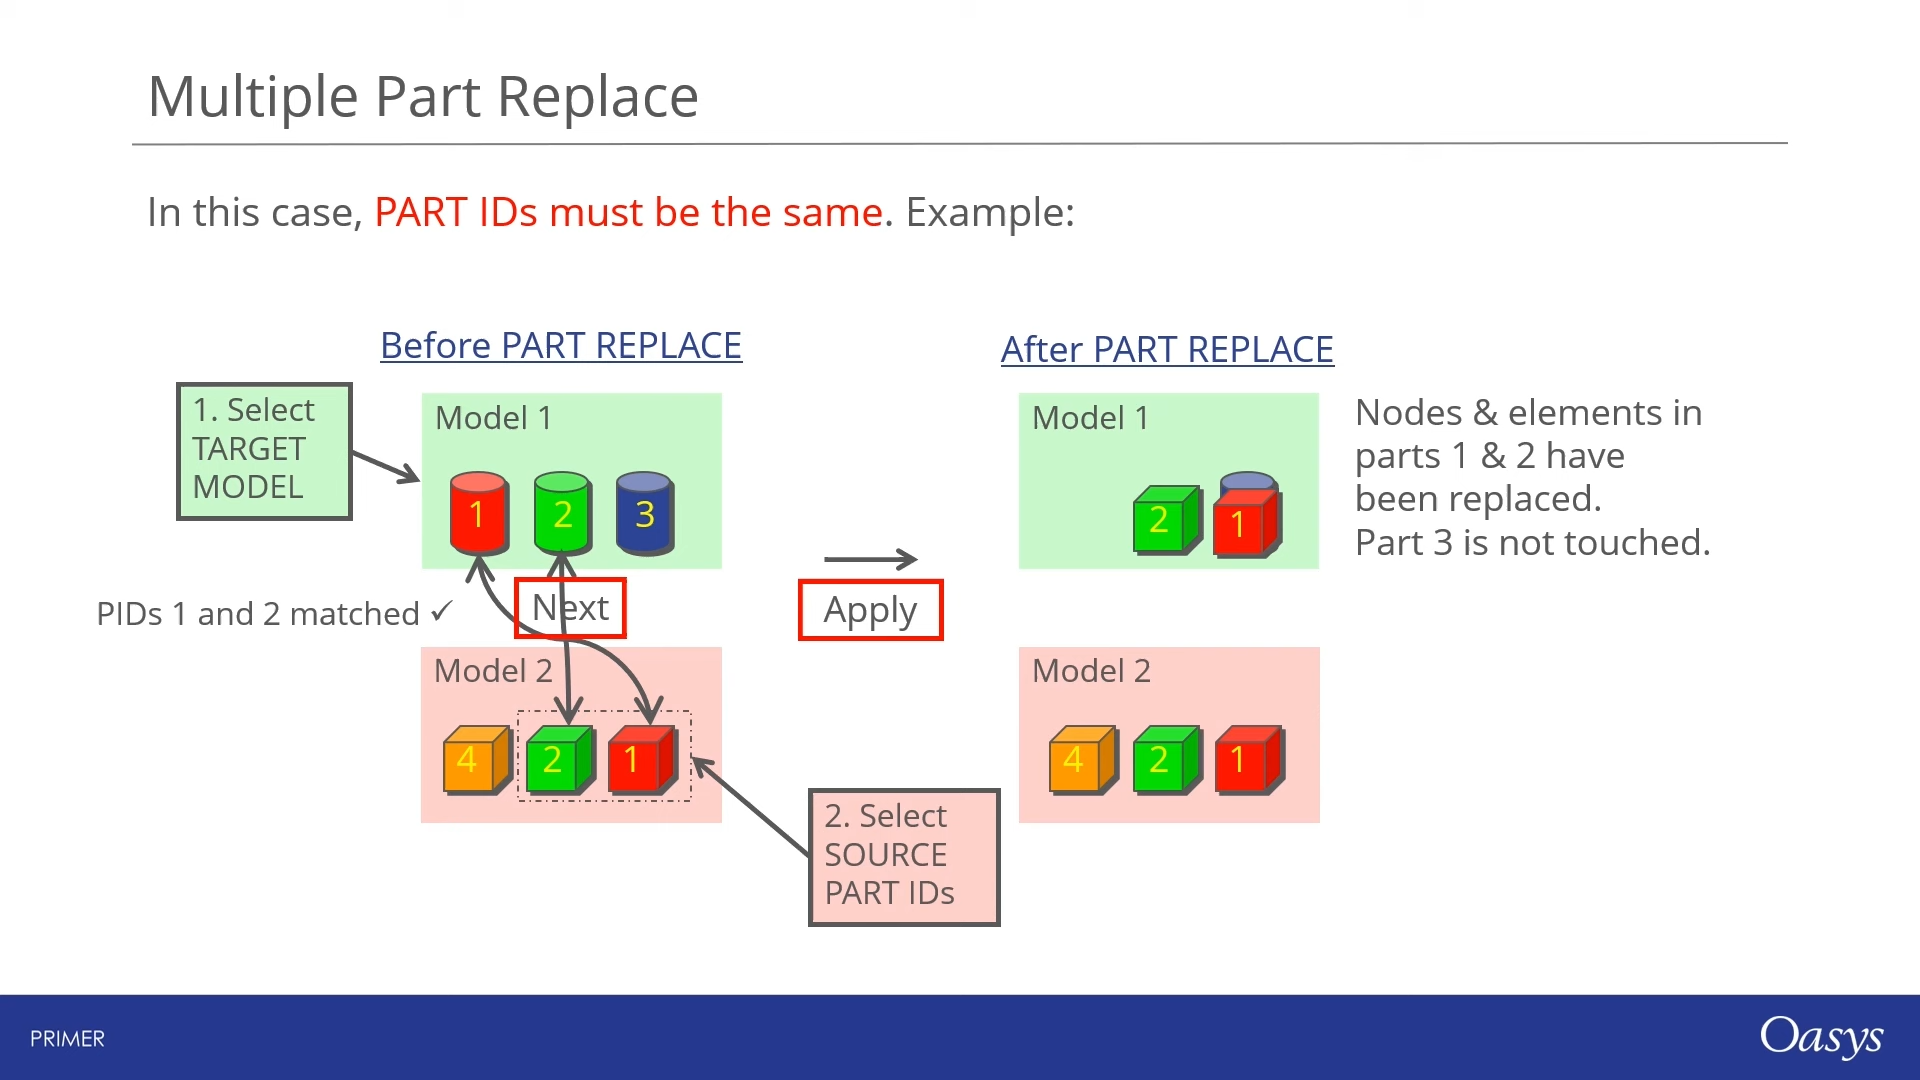 Multiple Part Replace
In this case, PART IDs must be the same. Example:
Before PART REPLACE
After PART REPLACE
1. Select
TARGET
MODEL
Model 1
1 2 3
Model 1
2 1
Nodes & elements in
parts 1 & 2 have
been replaced.
Part 3 is not touched.
PIDs 1 and 2 matched ✓
Next
Apply
Model 2
4 2 1
Model 2
4 2 1
2. Select
SOURCE
PART IDs
PRIMER
Oasys